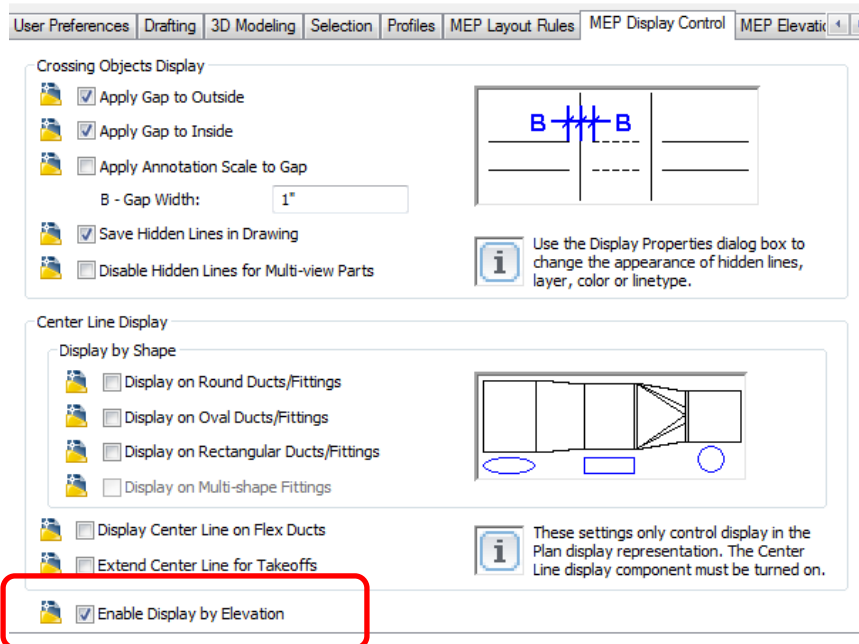 User Preferences Drafting 3D Modeling Selection Profiles MEP Layout Rules MEP Display Control MEP Elevatic
Crossing Objects Display
Apply Gap to Outside
Apply Gap to Inside
Apply Annotation Scale to Gap
B - Gap Width: 1"
Save Hidden Lines in Drawing
Disable Hidden Lines for Multi-view Parts
B B
Use the Display Properties dialog box to
change the appearance of hidden lines,
layer, color or linetype.
Center Line Display
Display by Shape
Display on Round Ducts/Fittings
Display on Oval Ducts/Fittings
Display on Rectangular Ducts/Fittings
Display on Multi-shape Fittings
Display Center Line on Flex Ducts
Extend Center Line for Takeoffs
These settings only control display in the
Plan display representation. The Center
Line display component must be turned on.
Enable Display by Elevation